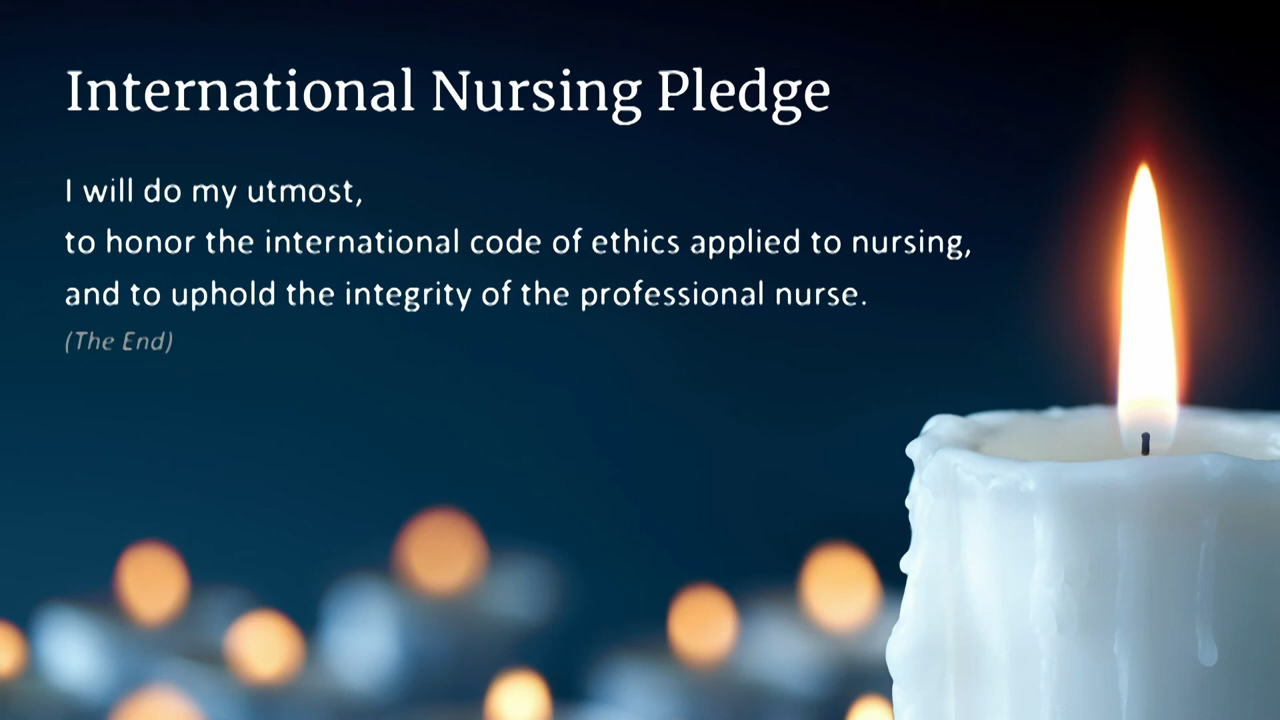 International Nursing Pledge
I will do my utmost,
to honor the international code of ethics applied to nursing,
and to uphold the integrity of the professional nurse.
(The End)